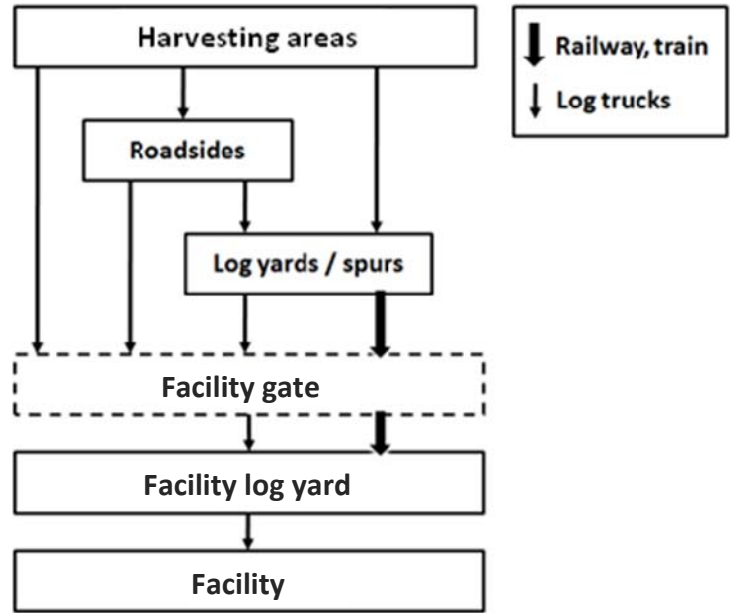 Harvesting areas
Railway, train
Log trucks
Roadsides
Log yards / spurs
Facility gate
Facility log yard
Facility